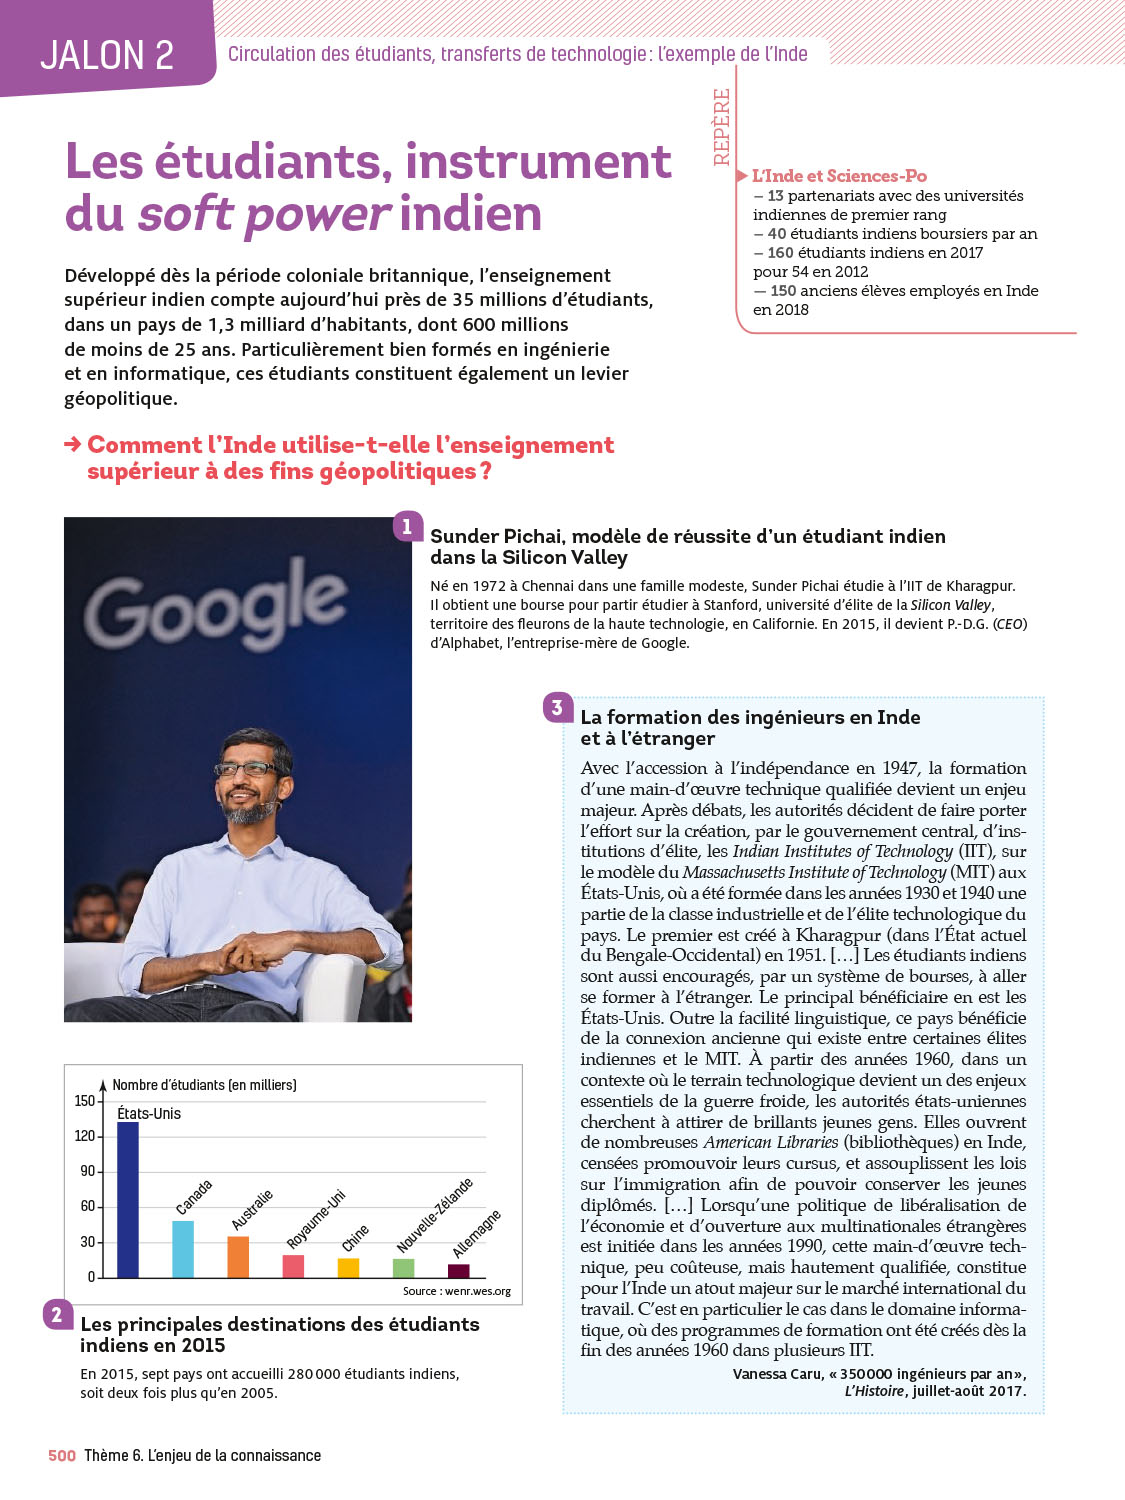 JALON 2
Circulation des étudiants, transferts de technologie : l'exemple de l'Inde
Les étudiants, instrument
du soft power indien
Développé dès la période coloniale britannique, l'enseignement
supérieur indien compte aujourd'hui près de 35 millions d'étudiants,
dans un pays de 1,3 milliard d'habitants, dont 600 millions
de moins de 25 ans. Particulièrement bien formés en ingénierie
et en informatique, ces étudiants constituent également un levier
géopolitique.
→ Comment l'Inde utilise-t-elle l'enseignement
supérieur à des fins géopolitiques ?
REPÈRE
▶ L'Inde et Sciences-Po
– 13 partenariats avec des universités
indiennes de premier rang
– 40 étudiants indiens boursiers par an
– 160 étudiants indiens en 2017
pour 54 en 2012
— 150 anciens élèves employés en Inde
en 2018
Google
1
Sunder Pichai, modèle de réussite d'un étudiant indien
dans la Silicon Valley
Né en 1972 à Chennai dans une famille modeste, Sunder Pichai étudie à l'IIT de Kharagpur.
Il obtient une bourse pour partir étudier à Stanford, université d'élite de la Silicon Valley,
territoire des fleurons de la haute technologie, en Californie. En 2015, il devient P.-D.G. (CEO)
d'Alphabet, l'entreprise-mère de Google.
Nombre d'étudiants (en milliers)
150
120
90
60
30
0
États-Unis
Canada
Australie
Royaume-Uni
Chine
Nouvelle-Zélande
Allemagne
Source : wenr.wes.org
2
Les principales destinations des étudiants
indiens en 2015
En 2015, sept pays ont accueilli 280 000 étudiants indiens,
soit deux fois plus qu'en 2005.
3
La formation des ingénieurs en Inde
et à l'étranger
Avec l'accession à l'indépendance en 1947, la formation
d'une main-d'œuvre technique qualifiée devient un enjeu
majeur. Après débats, les autorités décident de faire porter
l'effort sur la création, par le gouvernement central, d'ins-
titutions d'élite, les Indian Institutes of Technology (IIT), sur
le modèle du Massachusetts Institute of Technology (MIT) aux
États-Unis, où a été formée dans les années 1930 et 1940 une
partie de la classe industrielle et de l'élite technologique du
pays. Le premier est créé à Kharagpur (dans l'État actuel
du Bengale-Occidental) en 1951. […] Les étudiants indiens
sont aussi encouragés, par un système de bourses, à aller
se former à l'étranger. Le principal bénéficiaire en est les
États-Unis. Outre la facilité linguistique, ce pays bénéficie
de la connexion ancienne qui existe entre certaines élites
indiennes et le MIT. À partir des années 1960, dans un
contexte où le terrain technologique devient un des enjeux
essentiels de la guerre froide, les autorités états-uniennes
cherchent à attirer de brillants jeunes gens. Elles ouvrent
de nombreuses American Libraries (bibliothèques) en Inde,
censées promouvoir leurs cursus, et assouplissent les lois
sur l'immigration afin de pouvoir conserver les jeunes
diplômés. […] Lorsqu'une politique de libéralisation de
l'économie et d'ouverture aux multinationales étrangères
est initiée dans les années 1990, cette main-d'œuvre tech-
nique, peu coûteuse, mais hautement qualifiée, constitue
pour l'Inde un atout majeur sur le marché international du
travail. C'est en particulier le cas dans le domaine informa-
tique, où des programmes de formation ont été créés dès la
fin des années 1960 dans plusieurs IIT.
Vanessa Caru, « 350 000 ingénieurs par an »,
L'Histoire, juillet-août 2017.
500 Thème 6. L'enjeu de la connaissance